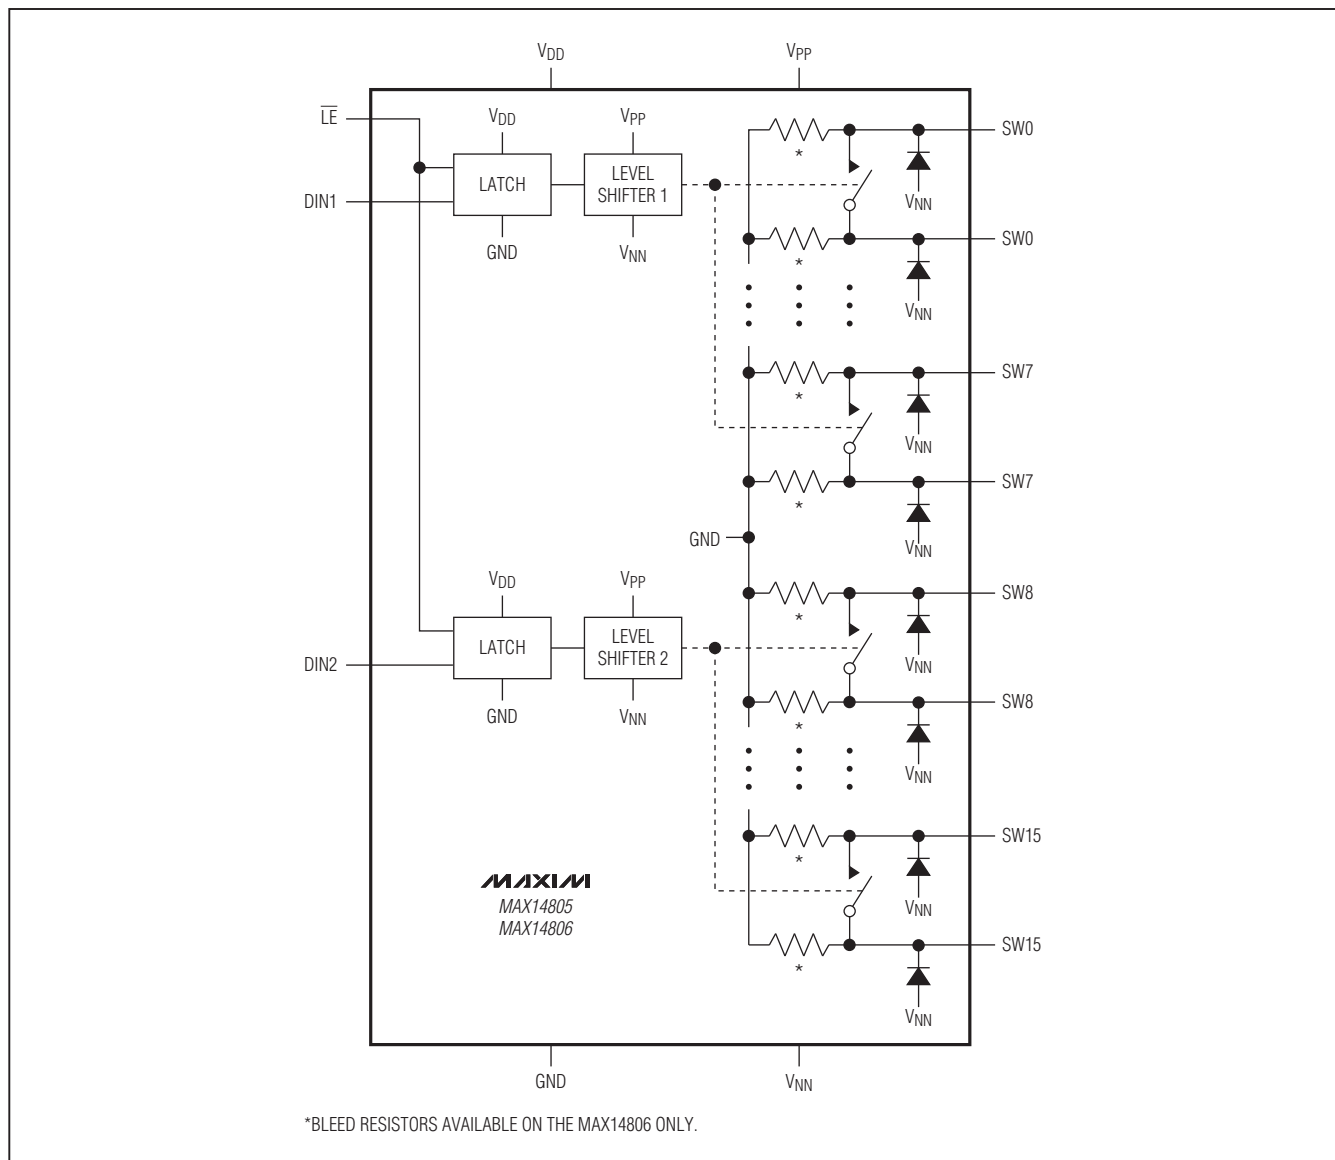 VDD
VPP
LE
VDD
VPP
SW0
*
LATCH
LEVEL
SHIFTER 1
DIN1
VNN
GND
VNN
SW0
*
VNN
SW7
*
VNN
SW7
*
VNN
GND
VDD
VPP
SW8
*
LATCH
LEVEL
SHIFTER 2
DIN2
VNN
GND
VNN
SW8
*
VNN
SW15
*
VNN
MAXIM
MAX14805
MAX14806
SW15
*
VNN
GND
VNN
*BLEED RESISTORS AVAILABLE ON THE MAX14806 ONLY.